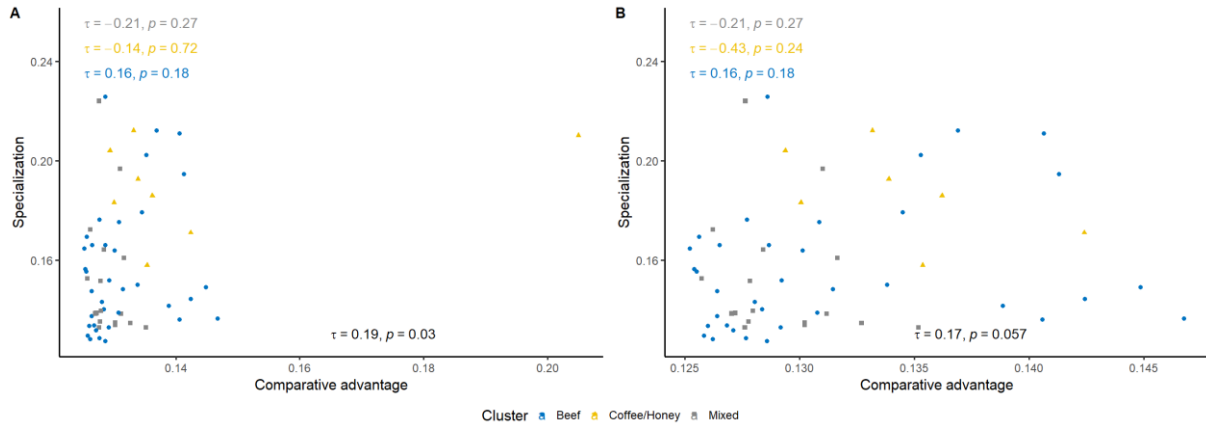 A
τ = −0.21, p = 0.27
τ = −0.14, p = 0.72
τ = 0.16, p = 0.18
0.24
0.20
0.16
Specialization
τ = 0.19, p = 0.03
0.14
0.16
0.18
0.20
Comparative advantage
B
τ = −0.21, p = 0.27
τ = −0.43, p = 0.24
τ = 0.16, p = 0.18
0.24
0.20
0.16
Specialization
τ = 0.17, p = 0.057
0.125
0.130
0.135
0.140
0.145
Comparative advantage
Cluster Beef Coffee/Honey Mixed